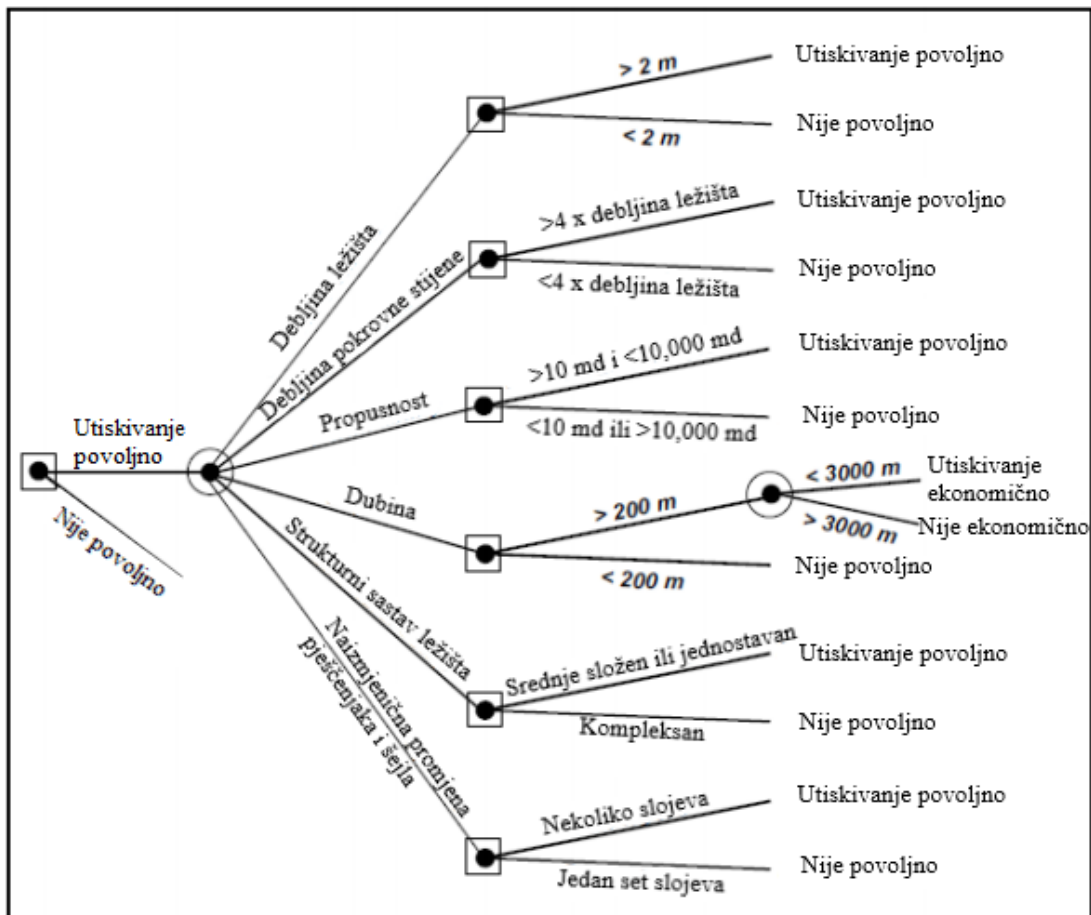 Utiskivanje
povoljno
Nije povoljno
Debljina ležišta
> 2 m
Utiskivanje povoljno
< 2 m
Nije povoljno
Debljina pokrovne stijene
>4 x debljina ležišta
Utiskivanje povoljno
<4 x debljina ležišta
Nije povoljno
Propusnost
>10 md i <10,000 md
Utiskivanje povoljno
<10 md ili >10,000 md
Nije povoljno
Dubina
> 200 m
< 3000 m
Utiskivanje
ekonomično
> 3000 m
Nije ekonomično
< 200 m
Nije povoljno
Strukturni sastav ležišta
Srednje složen ili jednostavan
Utiskivanje povoljno
Kompleksan
Nije povoljno
Naizmjenična promjena
pješčenjaka i šejla
Nekoliko slojeva
Utiskivanje povoljno
Jedan set slojeva
Nije povoljno